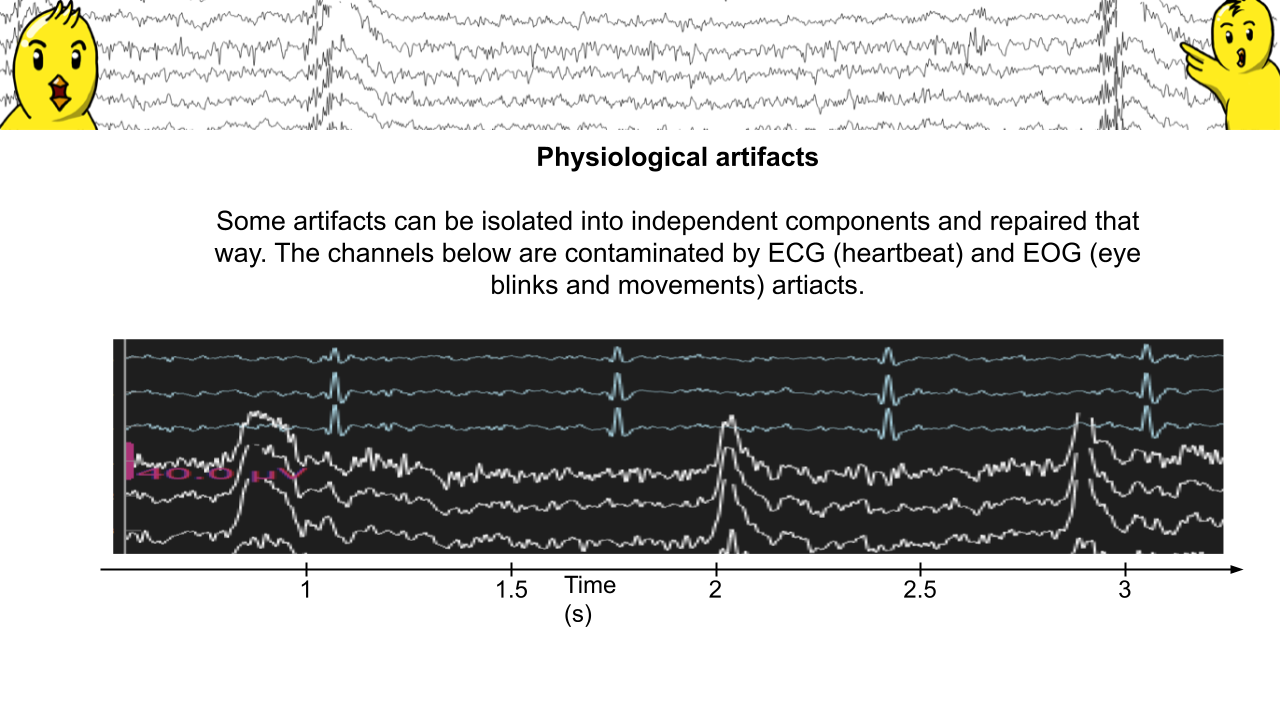 Physiological artifacts
Some artifacts can be isolated into independent components and repaired that
way. The channels below are contaminated by ECG (heartbeat) and EOG (eye
blinks and movements) artiacts.
40.0 µV
1
1.5
Time
(s)
2
2.5
3